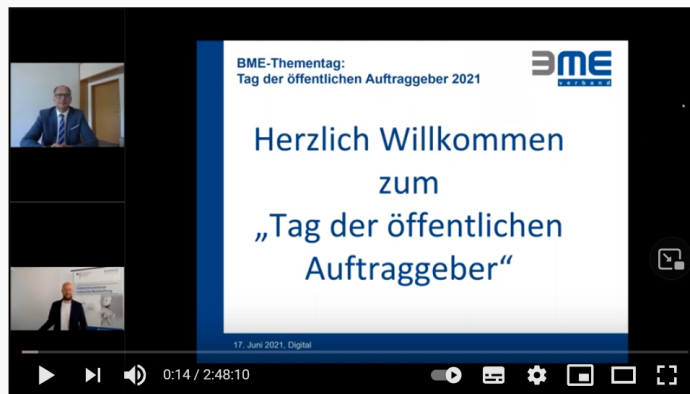 BME-Thementag:
Tag der öffentlichen Auftraggeber 2021
BME
verband
Herzlich Willkommen
zum
„Tag der öffentlichen
Auftraggeber“
17. Juni 2021, Digital
0:14 / 2:48:10